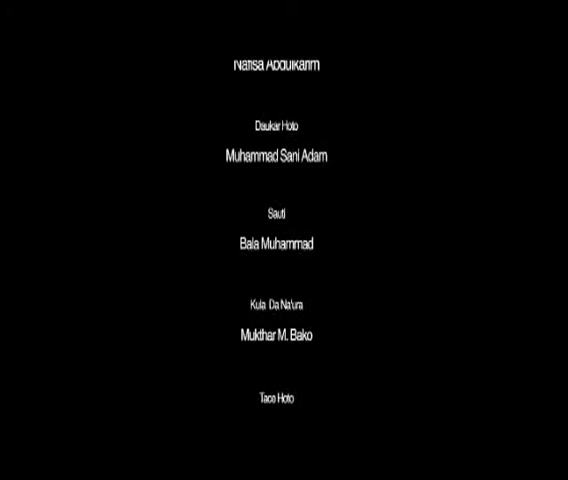 Nafisa Abdulkarim
Daukar Hoto
Muhammad Sani Adam
Sauti
Bala Muhammad
Kula Da Na'ura
Mukthar M. Bako
Tace Hoto